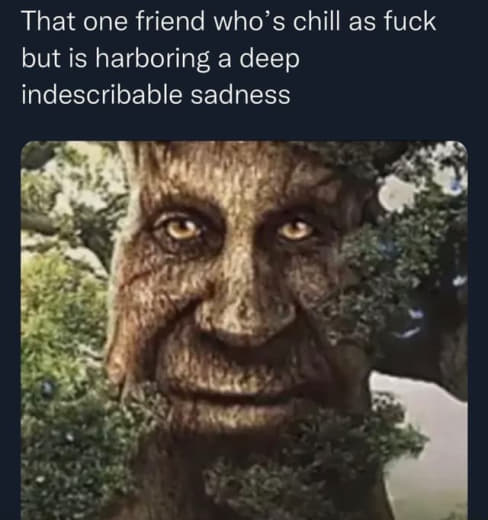 That one friend who’s chill as fuck
but is harboring a deep
indescribable sadness